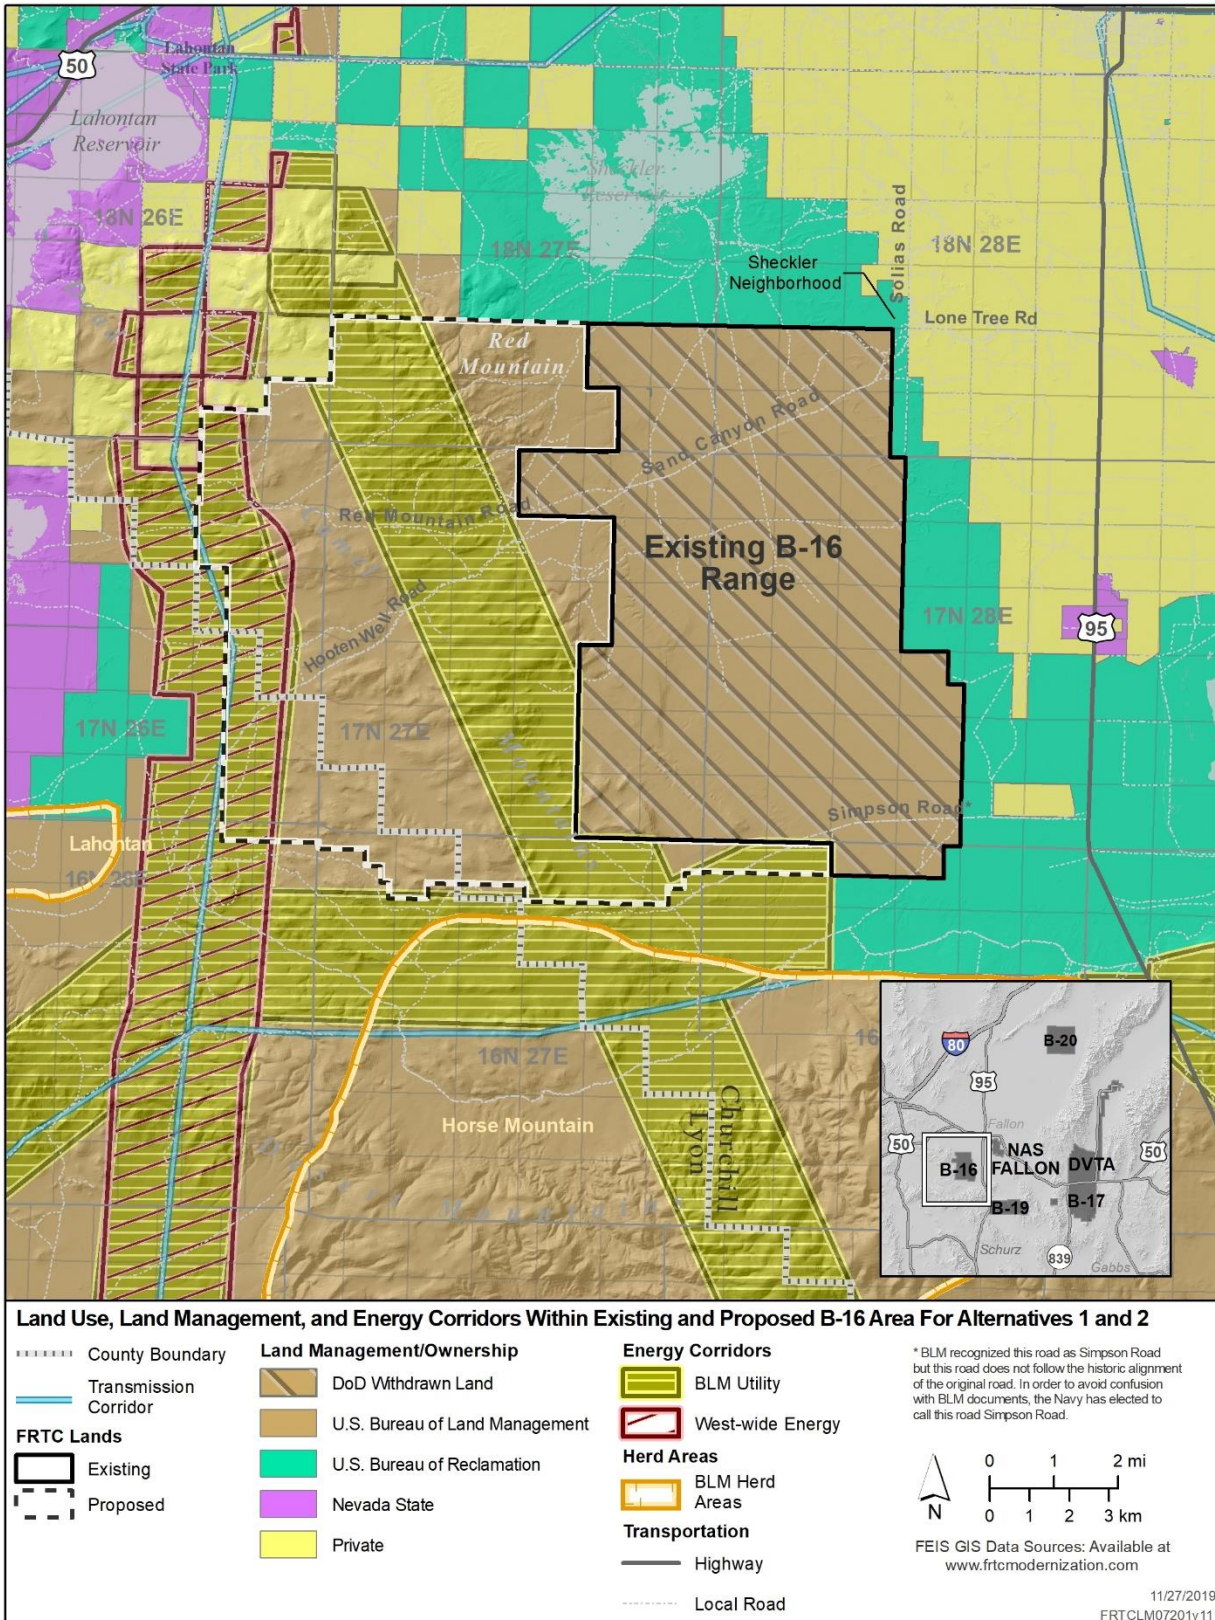 50
Lahontan
State Park
Lahontan
Reservoir
Sheckler
Reservoir
18N 26E
18N 27E
18N 28E
Sheckler
Neighborhood
Solias Road
Lone Tree Rd
Red
Mountain
Sand Canyon Road
Red Mountain Road
Existing B-16
Range
Hooten Well Road
17N 28E
95
17N 26E
17N 27E
Mountains
Simpson Road*
Lahontan
16N 26E
16N 27E
16
Horse Mountain
Churchill
Lyon
Desert Mountains
80
B-20
95
Fallon
50
NAS
FALLON
DVTA
50
B-16
B-19
B-17
Schurz
839
Gabbs
Land Use, Land Management, and Energy Corridors Within Existing and Proposed B-16 Area For Alternatives 1 and 2
County Boundary
Transmission
Corridor
FRTC Lands
Existing
Proposed
Land Management/Ownership
DoD Withdrawn Land
U.S. Bureau of Land Management
U.S. Bureau of Reclamation
Nevada State
Private
Energy Corridors
BLM Utility
West-wide Energy
Herd Areas
BLM Herd
Areas
Transportation
Highway
Local Road
* BLM recognized this road as Simpson Road
but this road does not follow the historic alignment
of the original road. In order to avoid confusion
with BLM documents, the Navy has elected to
call this road Simpson Road.
N
0 1 2 mi
0 1 2 3 km
FEIS GIS Data Sources: Available at
www.frtcmodernization.com
11/27/2019
FRTCLM07201v11